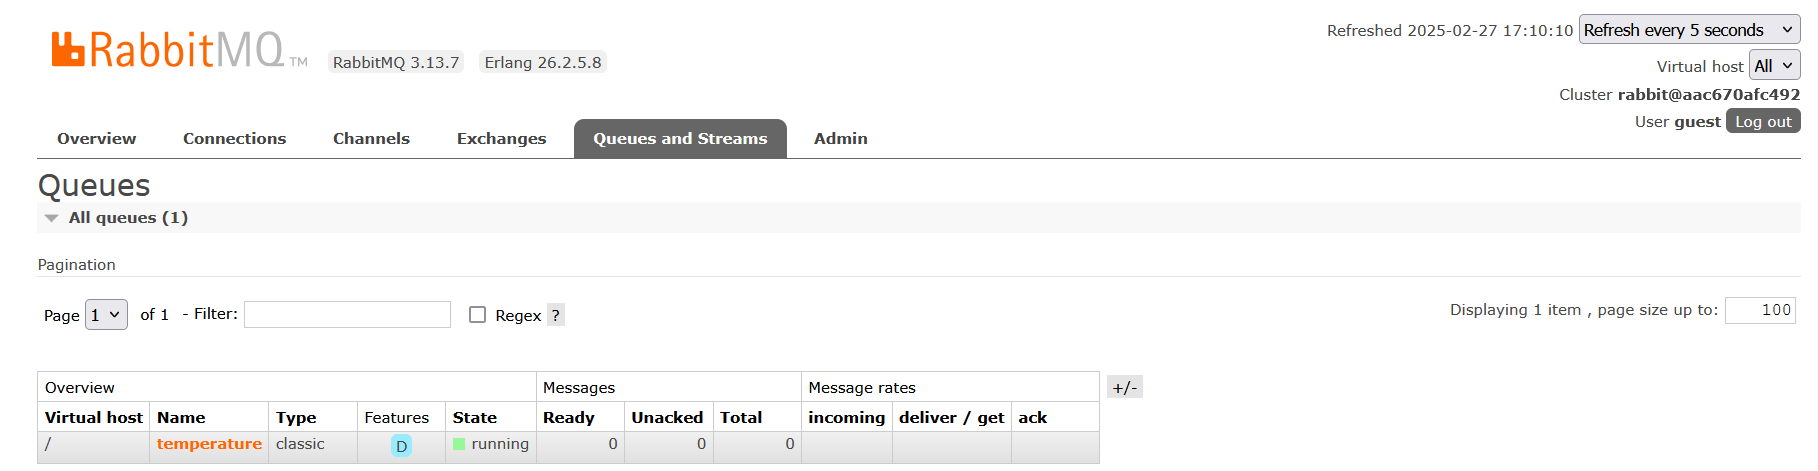 Refreshed 2025-02-27 17:10:10 Refresh every 5 seconds
RabbitMQ TM RabbitMQ 3.13.7 Erlang 26.2.5.8
Virtual host All
Cluster rabbit@aac670afc492
User guest Log out
Overview Connections Channels Exchanges Queues and Streams Admin
Queues
All queues (1)
Pagination
Page 1 of 1 - Filter: Regex ? Displaying 1 item , page size up to: 100
Overview Messages Message rates +/-
Virtual host Name Type Features State Ready Unacked Total incoming deliver / get ack
/ temperature classic D running 0 0 0